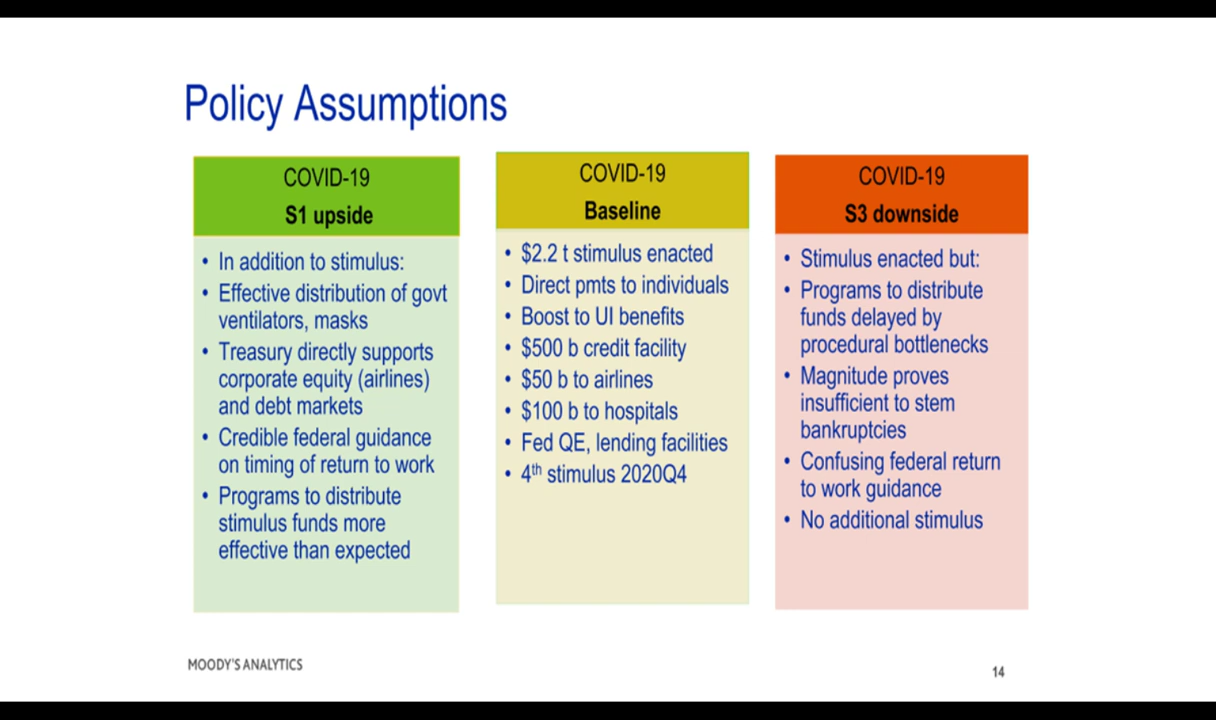 Policy Assumptions
COVID-19
S1 upside
• In addition to stimulus:
• Effective distribution of govt
ventilators, masks
• Treasury directly supports
corporate equity (airlines)
and debt markets
• Credible federal guidance
on timing of return to work
• Programs to distribute
stimulus funds more
effective than expected
COVID-19
Baseline
• $2.2 t stimulus enacted
• Direct pmts to individuals
• Boost to UI benefits
• $500 b credit facility
• $50 b to airlines
• $100 b to hospitals
• Fed QE, lending facilities
• 4th stimulus 2020Q4
COVID-19
S3 downside
• Stimulus enacted but:
• Programs to distribute
funds delayed by
procedural bottlenecks
• Magnitude proves
insufficient to stem
bankruptcies
• Confusing federal return
to work guidance
• No additional stimulus
MOODY'S ANALYTICS
14